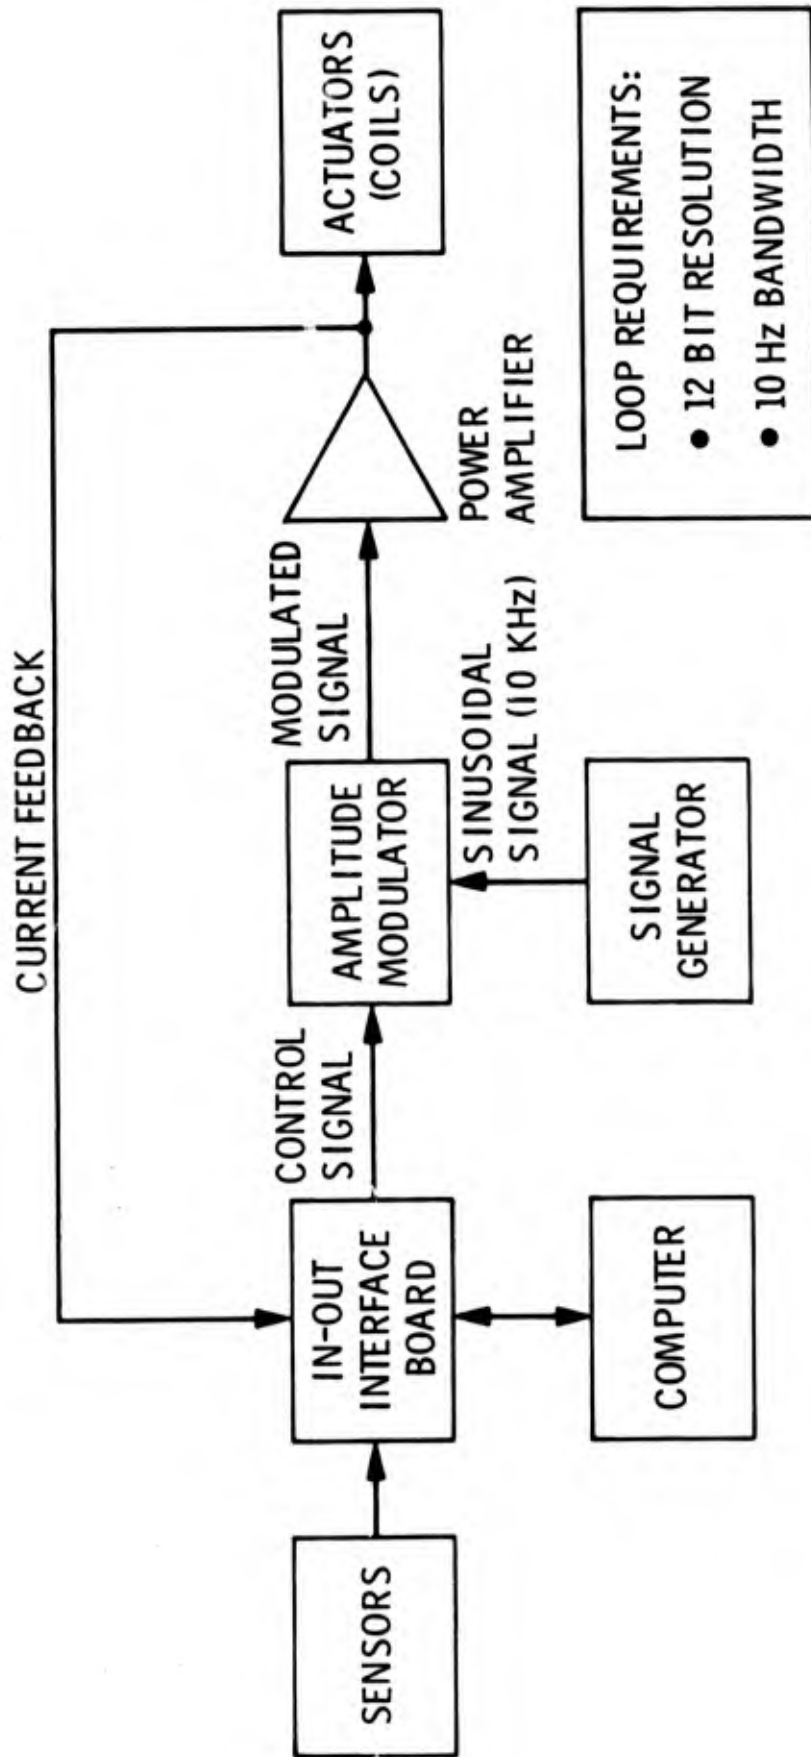 CURRENT FEEDBACK
SENSORS
IN-OUT
INTERFACE
BOARD
CONTROL
SIGNAL
AMPLITUDE
MODULATOR
MODULATED
SIGNAL
POWER
AMPLIFIER
ACTUATORS
(COILS)
COMPUTER
SIGNAL
GENERATOR
SINUSOIDAL
SIGNAL (10 KHz)
LOOP REQUIREMENTS:
• 12 BIT RESOLUTION
• 10 Hz BANDWIDTH